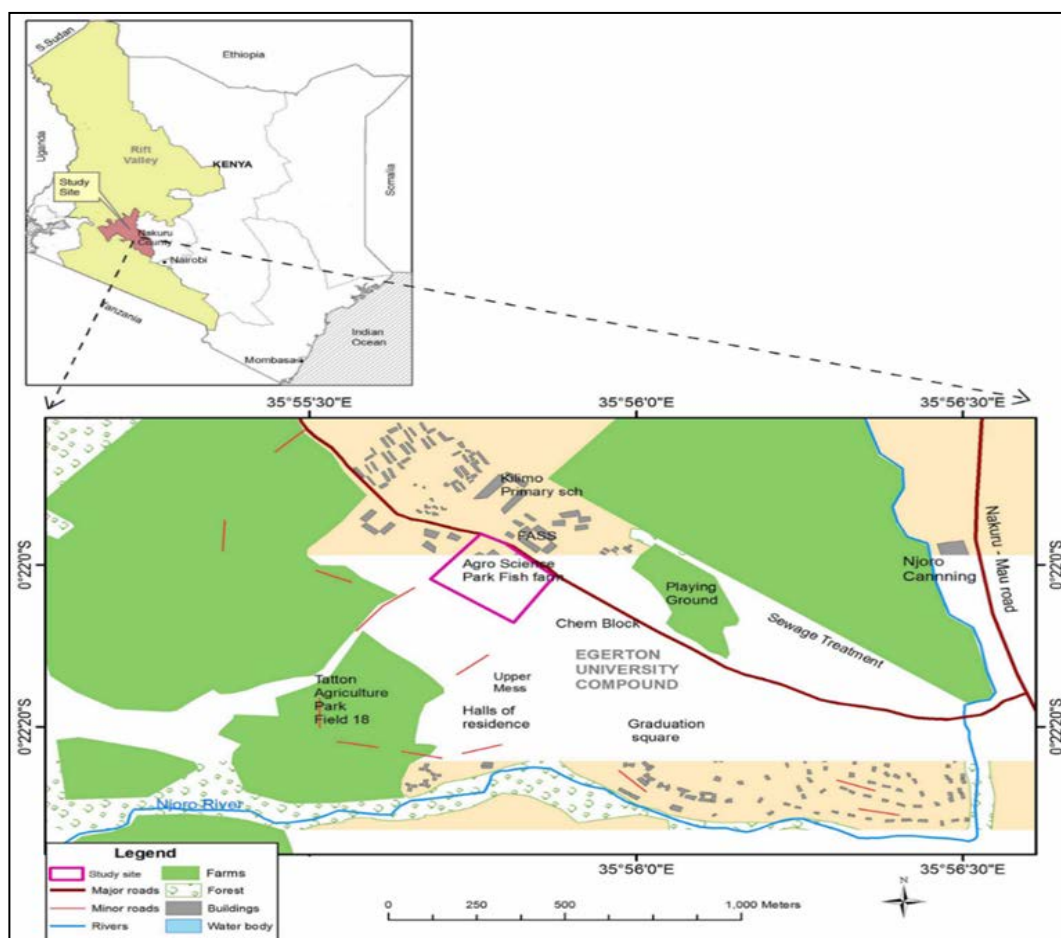 S.Sudan
Ethiopia
Uganda
Rift
Valley
KENYA
Somalia
Study
Site
Nakuru
County
Nairobi
Tanzania
Indian
Ocean
Mombasa
35°55'30"E
35°56'0"E
35°56'30"E
Kilimo
Primary sch
FASS
0°22'0"S
0°22'0"S
Agro Science
Park Fish farm
Nakuru - Mau road
Njoro
Cannning
Playing
Ground
Chem Block
Sewage Treatment
EGERTON
UNIVERSITY
COMPOUND
Tatton
Agriculture
Park
Field 18
Upper
Mess
Halls of
residence
Graduation
square
0°22'20"S
0°22'20"S
Njoro River
Legend
Study site
Farms
Major roads
Forest
Minor roads
Buildings
Rivers
Water body
35°56'0"E
35°56'30"E
0
250
500
1,000 Meters
N